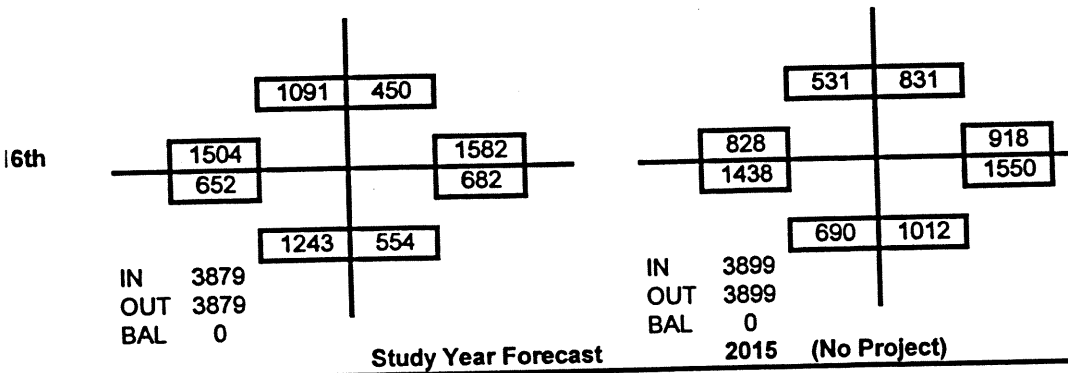 1091 450 531 831
16th 1504 1582 828 918
652 682 1438 1550
1243 554 690 1012
IN 3879 IN 3899
OUT 3879 OUT 3899
BAL 0 BAL 0
Study Year Forecast 2015 (No Project)